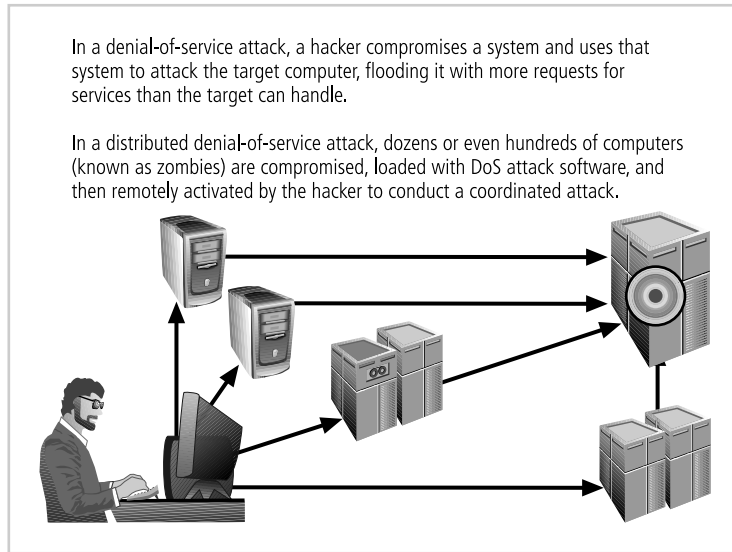 In a denial-of-service attack, a hacker compromises a system and uses that
system to attack the target computer, flooding it with more requests for
services than the target can handle.
In a distributed denial-of-service attack, dozens or even hundreds of computers
(known as zombies) are compromised, loaded with DoS attack software, and
then remotely activated by the hacker to conduct a coordinated attack.